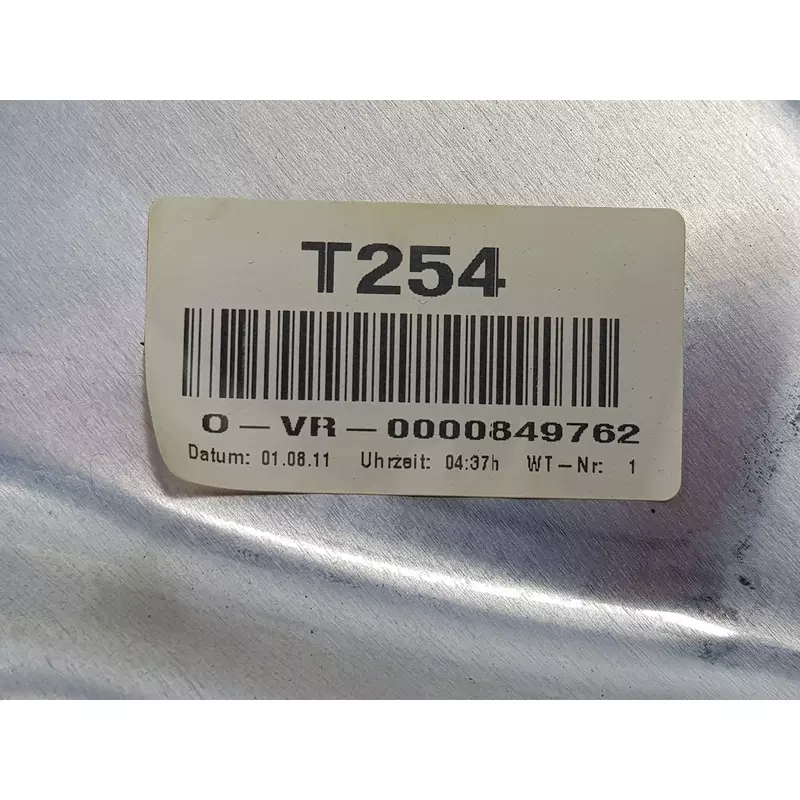 T254
O-VR-0000849762
Datum: 01.08.11 Uhrzeit: 04:37h WT-Nr: 1